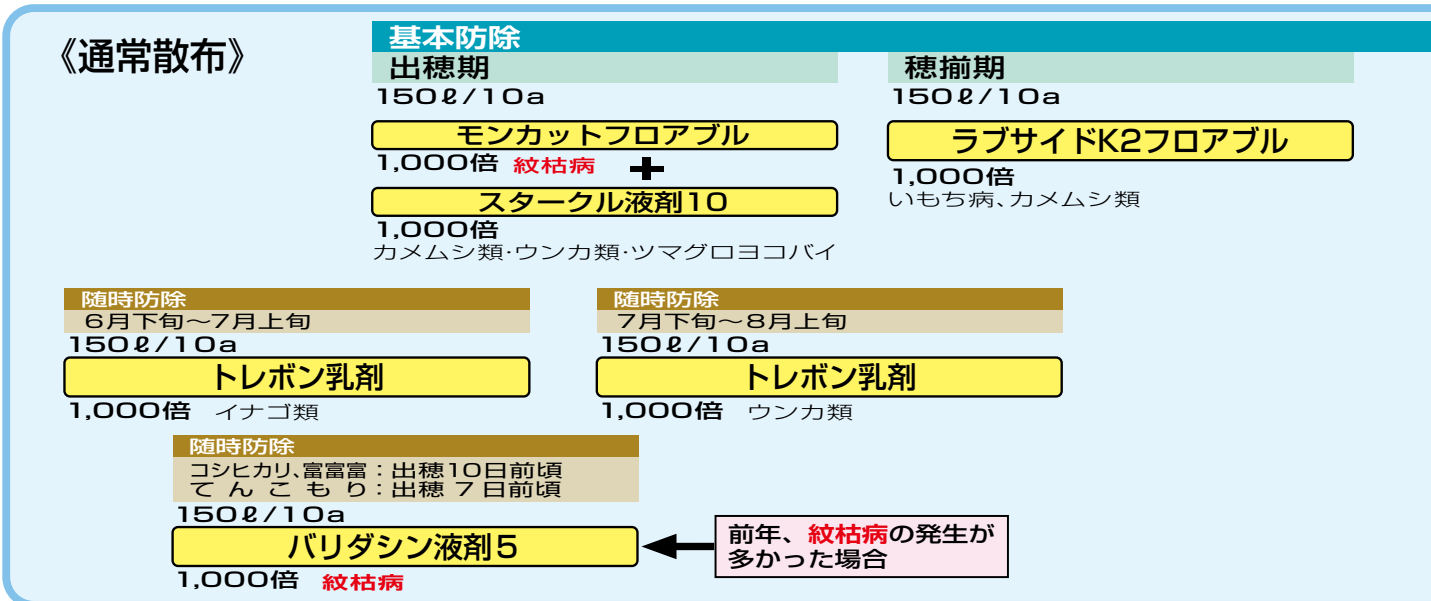 《通常散布》
基本防除
出穂期
150ℓ/10a
モンカットフロアブル
1,000倍 紋枯病 ＋
スタークル液剤10
1,000倍
カメムシ類･ウンカ類･ツマグロヨコバイ
穂揃期
150ℓ/10a
ラブサイドK2フロアブル
1,000倍
いもち病､カメムシ類
随時防除
6月下旬〜7月上旬
150ℓ/10a
トレボン乳剤
1,000倍 イナゴ類
随時防除
7月下旬〜8月上旬
150ℓ/10a
トレボン乳剤
1,000倍 ウンカ類
随時防除
コシヒカリ､富富富：出穂10日前頃
てんこもり：出穂7日前頃
150ℓ/10a
バリダシン液剤5
1,000倍 紋枯病
前年、紋枯病の発生が
多かった場合